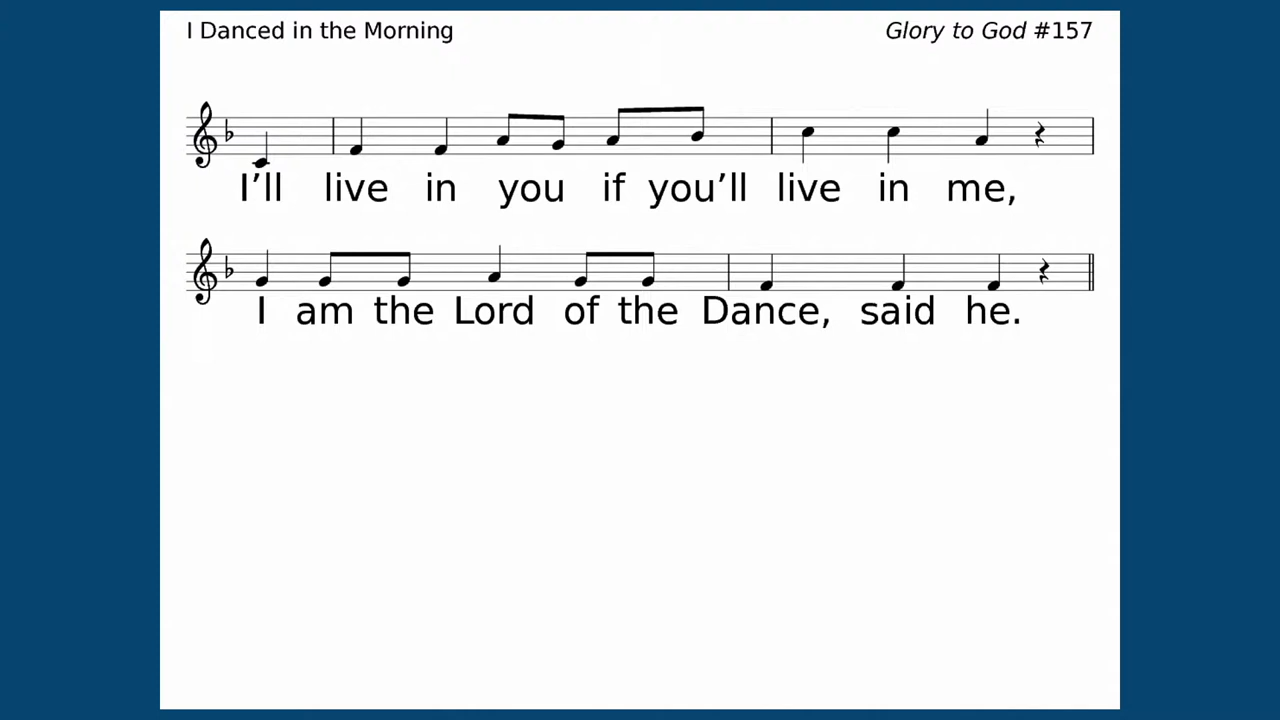 I Danced in the Morning
Glory to God #157
I’ll live in you if you’ll live in me,
I am the Lord of the Dance, said he.